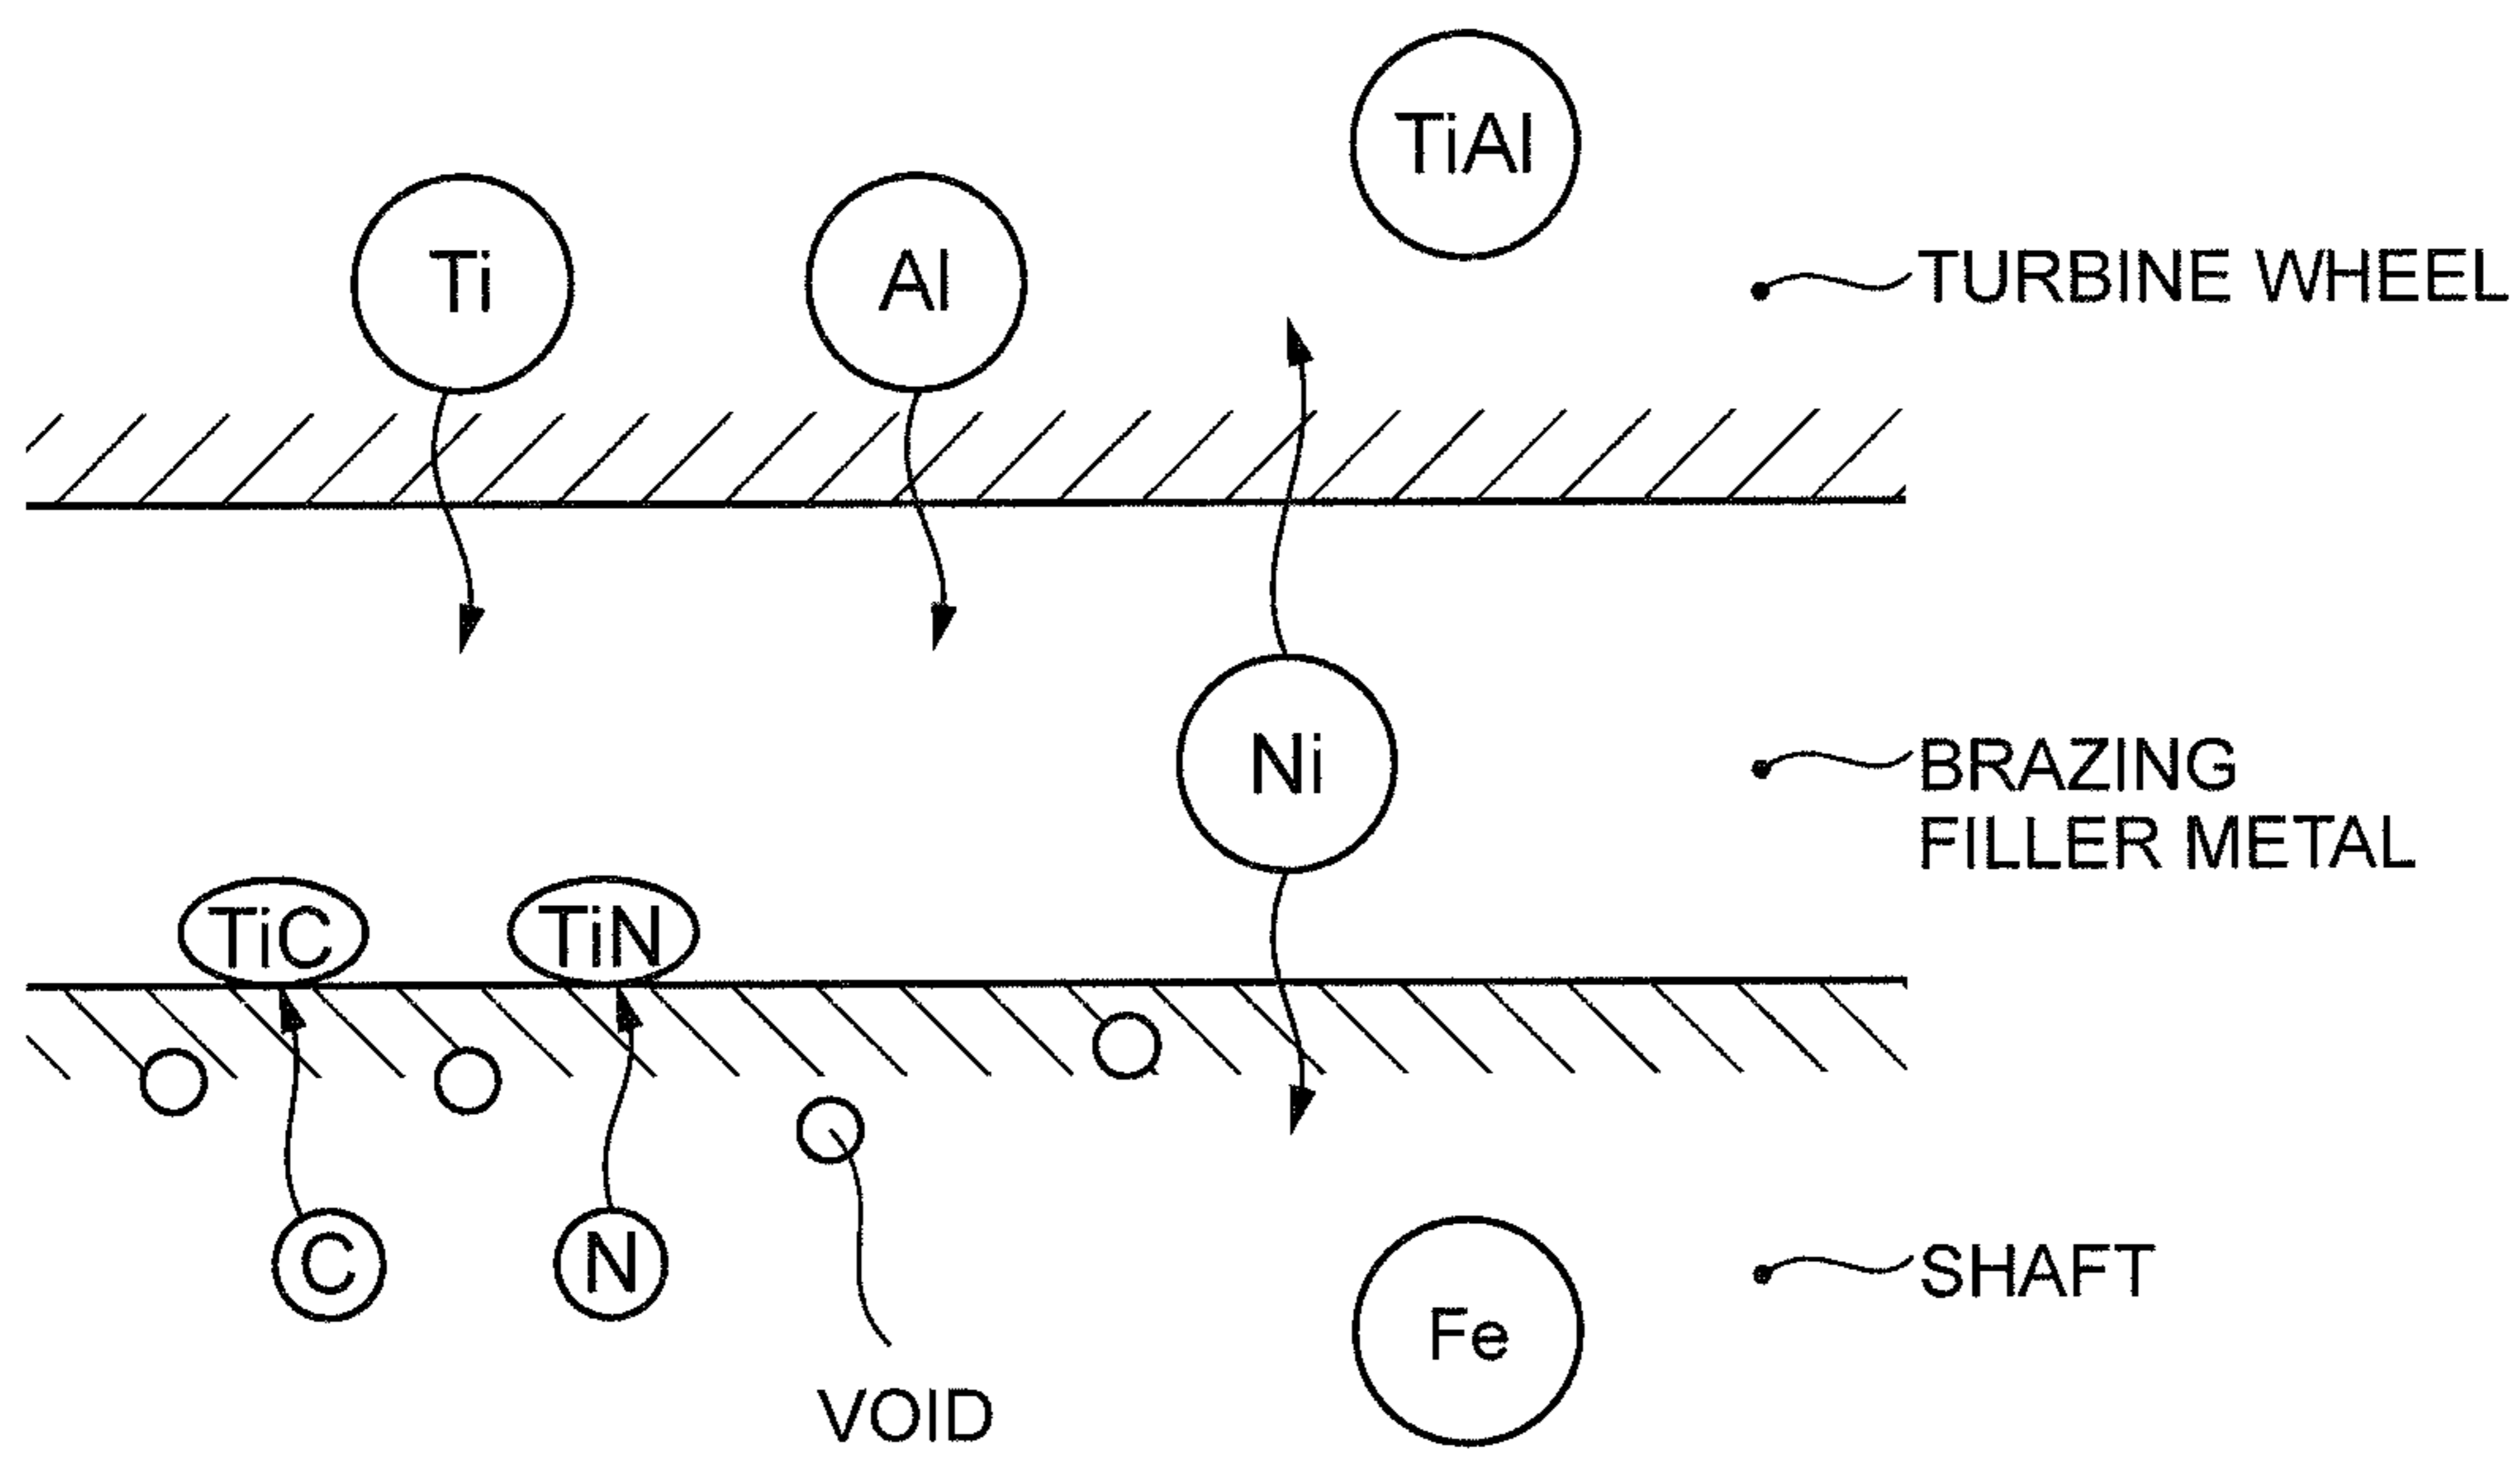 TiAl
Ti
Al
TURBINE WHEEL
Ni
BRAZING
FILLER METAL
TiC
TiN
C
N
SHAFT
Fe
VOID